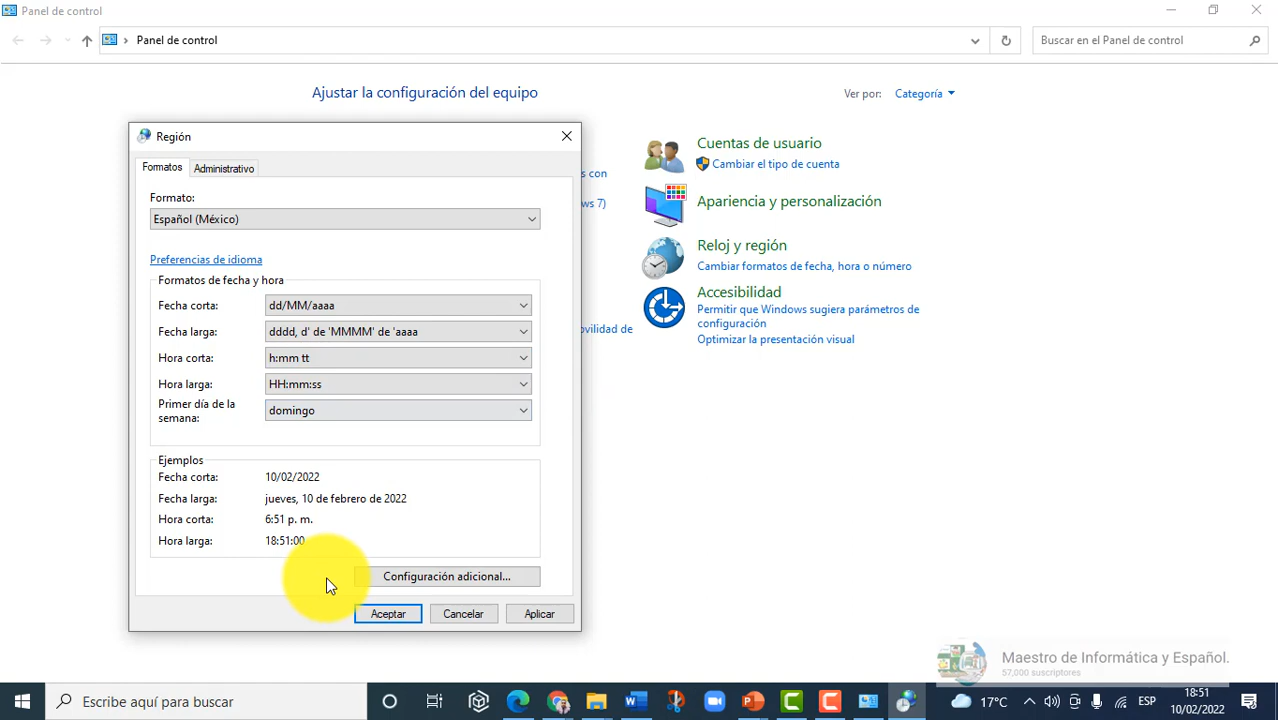 Panel de control
Panel de control
Buscar en el Panel de control
Ajustar la configuración del equipo
Ver por:
Categoría
Región
Formatos
Administrativo
Formato:
Español (México)
Preferencias de idioma
Formatos de fecha y hora
Fecha corta:
dd/MM/aaaa
Fecha larga:
dddd, d' de 'MMMM' de 'aaaa
Hora corta:
h:mm tt
Hora larga:
HH:mm:ss
Primer día de la
semana:
domingo
Ejemplos
Fecha corta:
10/02/2022
Fecha larga:
jueves, 10 de febrero de 2022
Hora corta:
6:51 p. m.
Hora larga:
18:51:00
Configuración adicional...
Aceptar
Cancelar
Aplicar
s con
ws 7)
ovilidad de
Cuentas de usuario
Cambiar el tipo de cuenta
Apariencia y personalización
Reloj y región
Cambiar formatos de fecha, hora o número
Accesibilidad
Permitir que Windows sugiera parámetros de
configuración
Optimizar la presentación visual
Maestro de Informática y Español.
57,000 suscriptores
Escribe aquí para buscar
17°C
ESP
18:51
10/02/2022